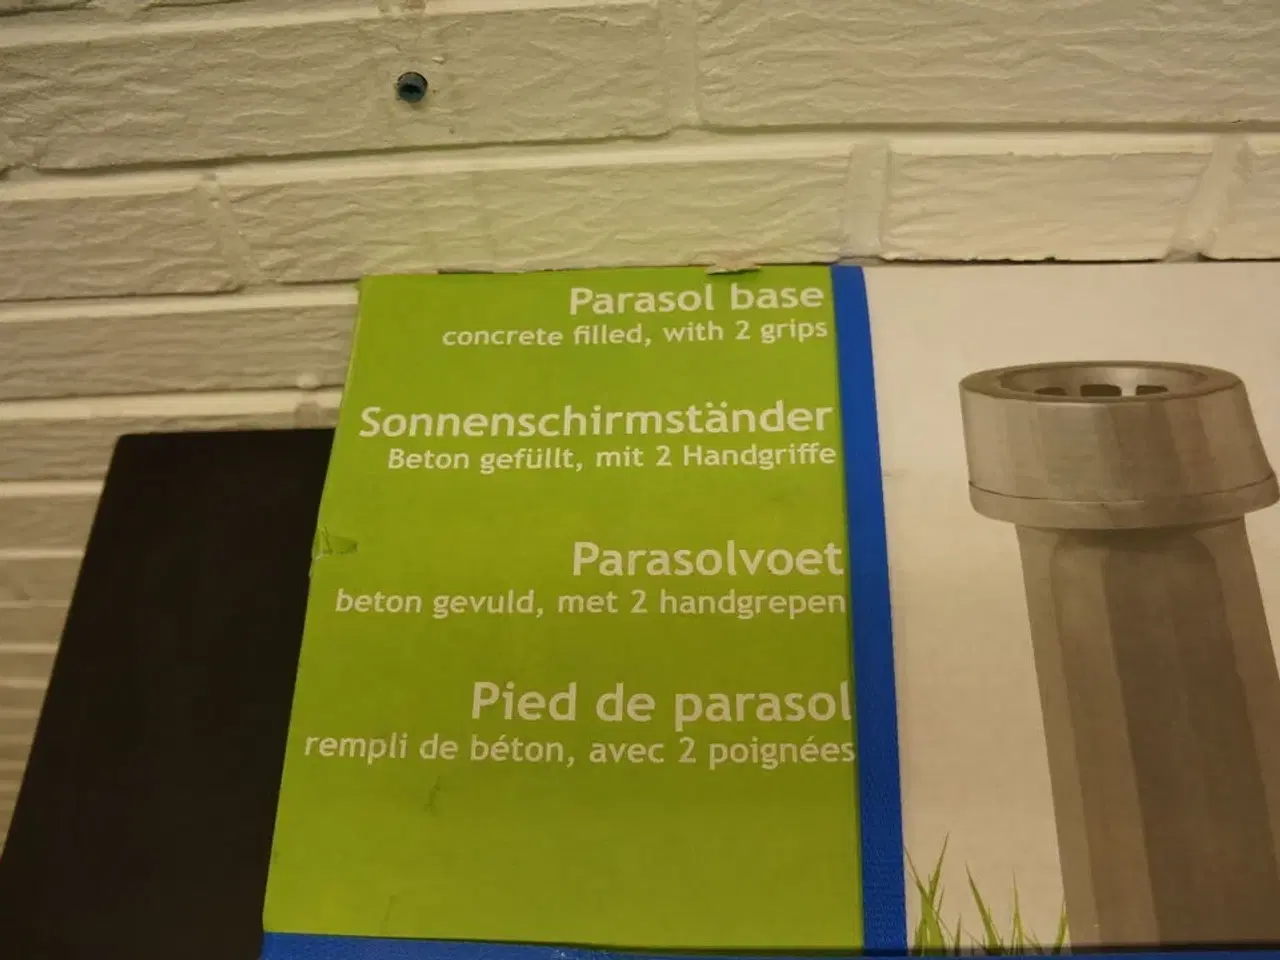 Parasol base
concrete filled, with 2 grips
Sonnenschirmständer
Beton gefüllt, mit 2 Handgriffe
Parasolvoet
beton gevuld, met 2 handgrepen
Pied de parasol
rempli de béton, avec 2 poignées